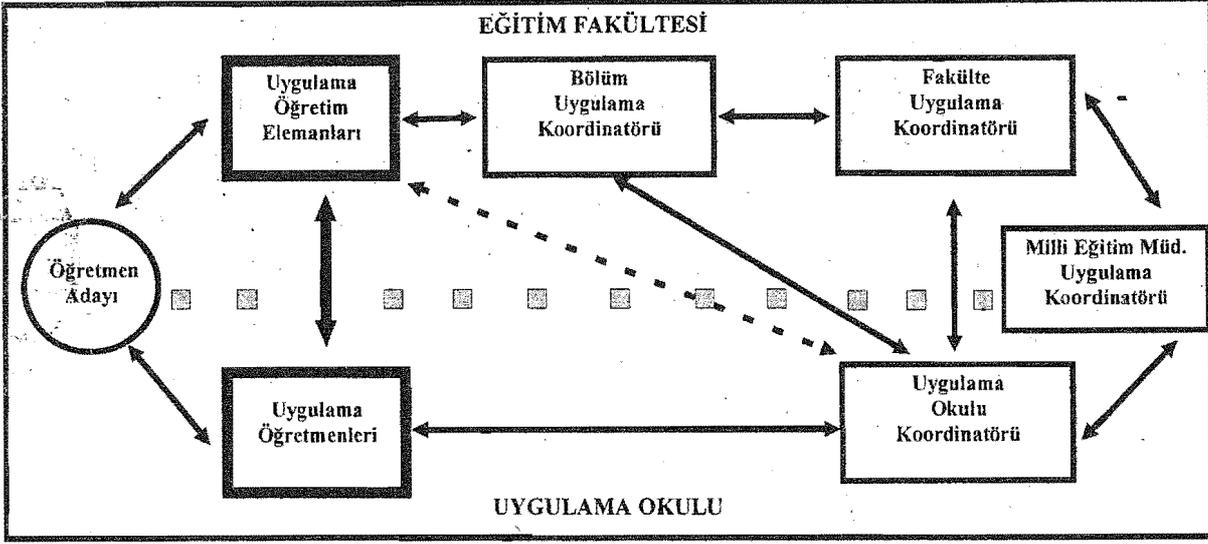 EĞİTİM FAKÜLTESİ
Uygulama
Öğretim
Elemanları
Bölüm
Uygulama
Koordinatörü
Fakülte
Uygulama
Koordinatörü
Öğretmen
Adayı
Milli Eğitim Müd.
Uygulama
Koordinatörü
Uygulama
Öğretmenleri
Uygulama
Okulu
Koordinatörü
UYGULAMA OKULU